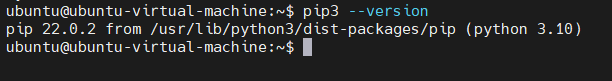 ubuntu@ubuntu-virtual-machine:~$ pip3 --version
pip 22.0.2 from /usr/lib/python3/dist-packages/pip (python 3.10)
ubuntu@ubuntu-virtual-machine:~$